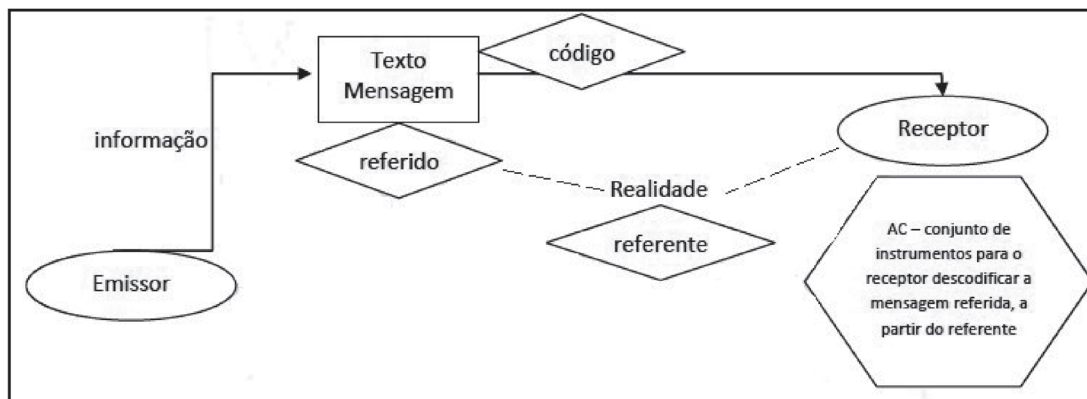 Texto
Mensagem
código
informação
Receptor
referido
Realidade
referente
Emissor
AC – conjunto de
instrumentos para o
receptor descodificar a
mensagem referida, a
partir do referente